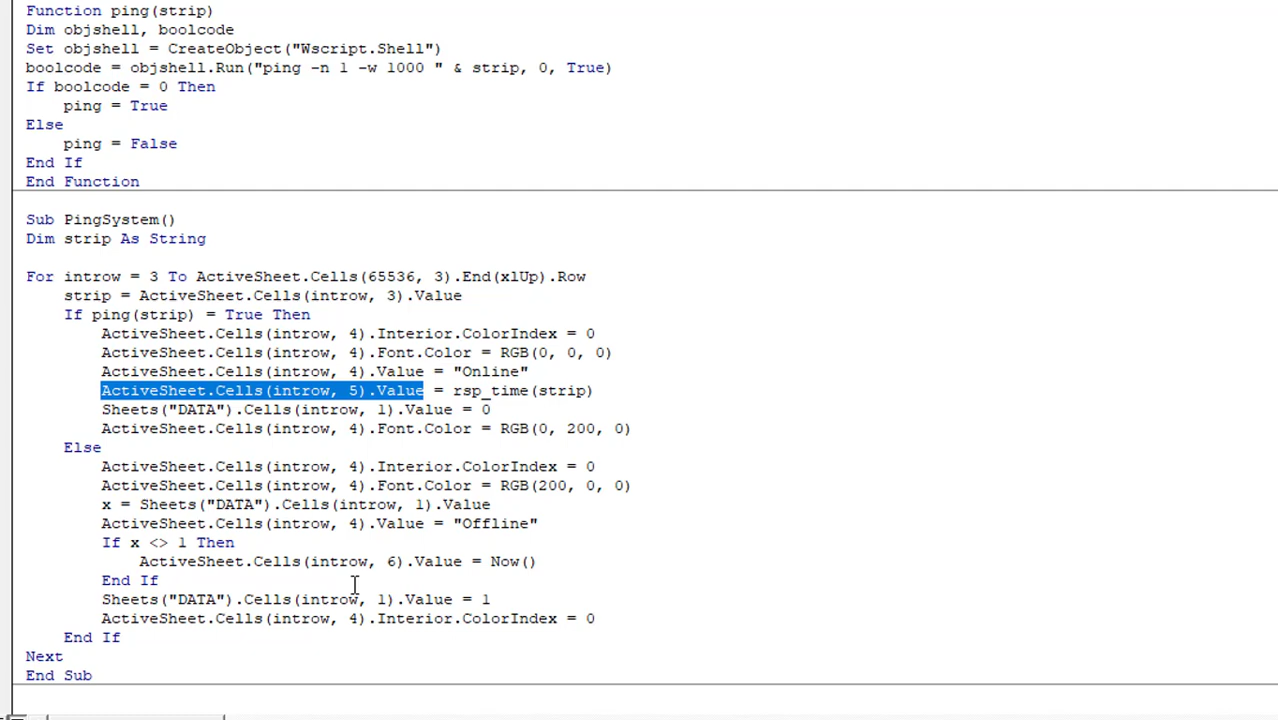 Function ping(strip)
Dim objshell, boolcode
Set objshell = CreateObject("Wscript.Shell")
boolcode = objshell.Run("ping -n 1 -w 1000 " & strip, 0, True)
If boolcode = 0 Then
    ping = True
Else
    ping = False
End If
End Function
Sub PingSystem()
Dim strip As String
For introw = 3 To ActiveSheet.Cells(65536, 3).End(xlUp).Row
    strip = ActiveSheet.Cells(introw, 3).Value
    If ping(strip) = True Then
        ActiveSheet.Cells(introw, 4).Interior.ColorIndex = 0
        ActiveSheet.Cells(introw, 4).Font.Color = RGB(0, 0, 0)
        ActiveSheet.Cells(introw, 4).Value = "Online"
        ActiveSheet.Cells(introw, 5).Value = rsp_time(strip)
        Sheets("DATA").Cells(introw, 1).Value = 0
        ActiveSheet.Cells(introw, 4).Font.Color = RGB(0, 200, 0)
    Else
        ActiveSheet.Cells(introw, 4).Interior.ColorIndex = 0
        ActiveSheet.Cells(introw, 4).Font.Color = RGB(200, 0, 0)
        x = Sheets("DATA").Cells(introw, 1).Value
        ActiveSheet.Cells(introw, 4).Value = "Offline"
        If x <> 1 Then
            ActiveSheet.Cells(introw, 6).Value = Now()
        End If
        Sheets("DATA").Cells(introw, 1).Value = 1
        ActiveSheet.Cells(introw, 4).Interior.ColorIndex = 0
    End If
Next
End Sub